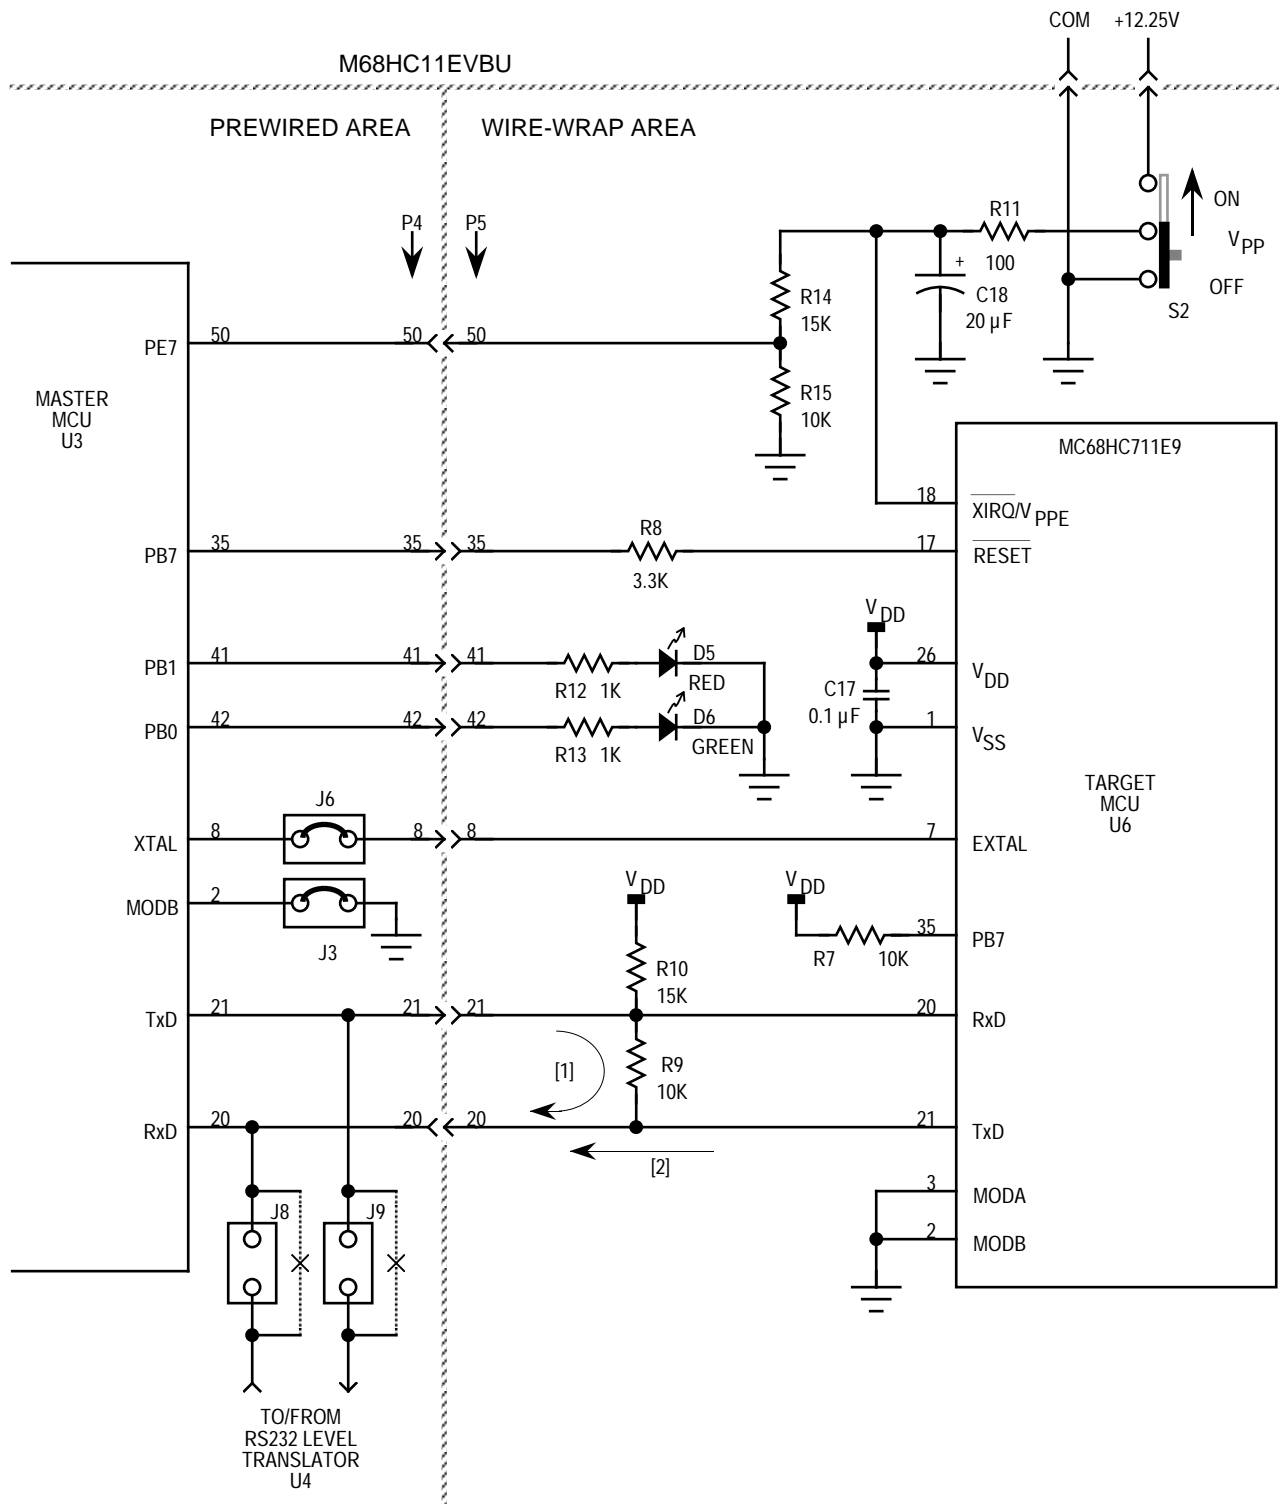 COM +12.25V
M68HC11EVBU
PREWIRED AREA
WIRE-WRAP AREA
P4
P5
ON
V PP
OFF
S2
R11
100
+
C18
20 µF
R14
15K
R15
10K
PE7 50 50 50
MASTER
MCU
U3
MC68HC711E9
18 XIRQ/V PPE
PB7 35 35 35
R8
3.3K
17 RESET
V DD
PB1 41 41 41
R12 1K
D5
RED
26 V DD
C17
0.1 µF
PB0 42 42 42
R13 1K
D6
GREEN
1 V SS
TARGET
MCU
U6
J6
XTAL 8 8 8
7 EXTAL
MODB 2
J3
V DD
V DD
R7 10K
35 PB7
R10
15K
TxD 21 21 21
20 RxD
R9
10K
[1]
RxD 20 20 20
21 TxD
[2]
3 MODA
2 MODB
J8
J9
TO/FROM
RS232 LEVEL
TRANSLATOR
U4